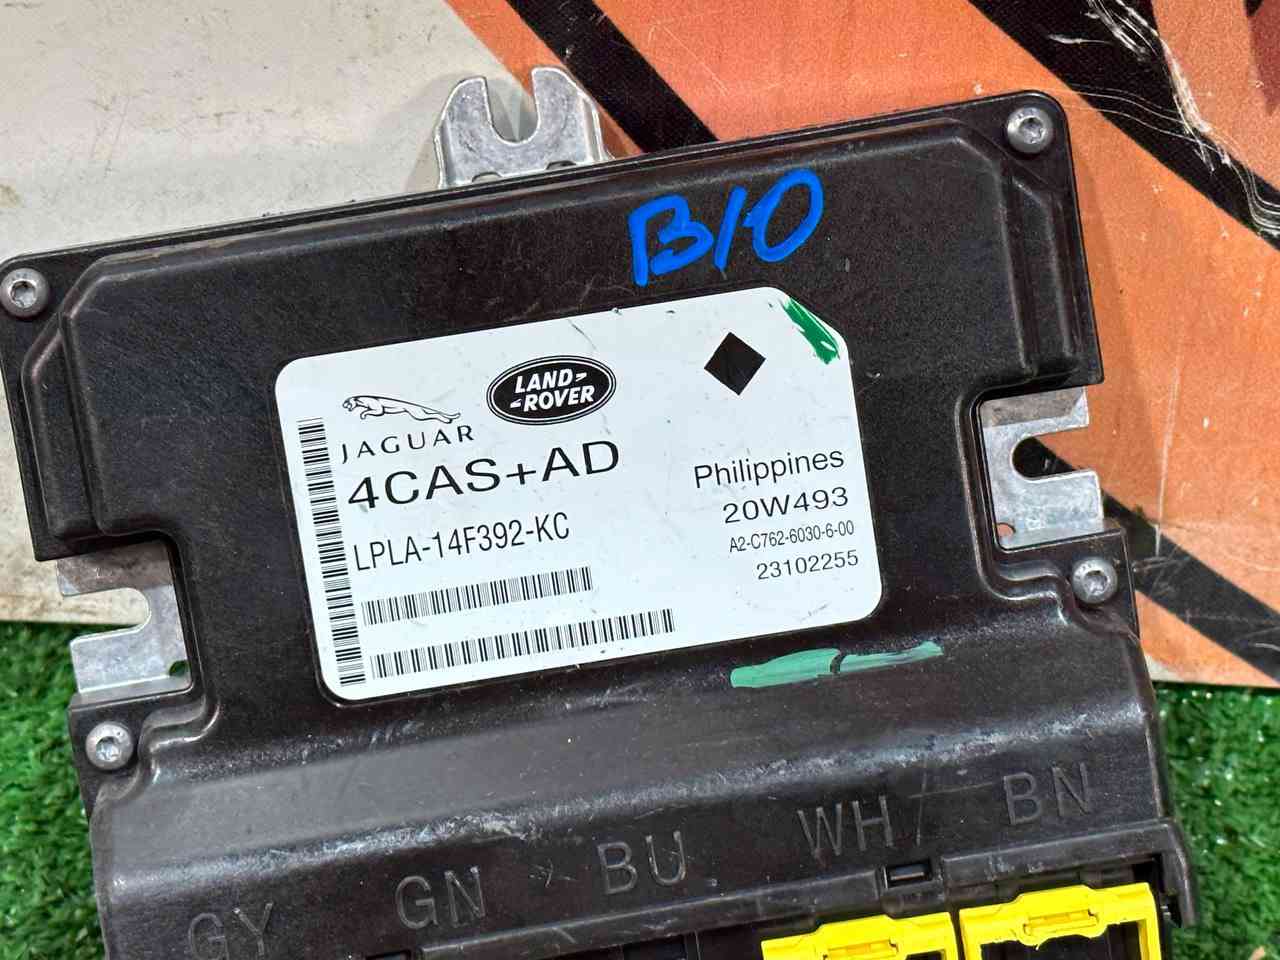 B10
LAND-
-ROVER
JAGUAR
4CAS+AD
LPLA-14F392-KC
Philippines
20W493
A2-C762-6030-6-00
23102255
GY GN BU WH BN